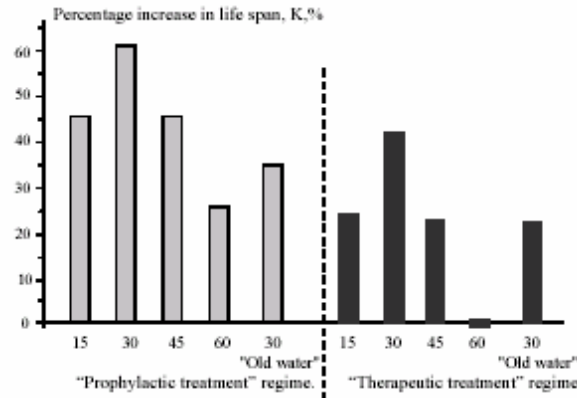 Percentage increase in life span, K,%
60
50
40
30
20
10
0
15 30 45 60 30 15 30 45 60 30
"Old water" "Old water"
“Prophylactic treatment” regime. “Therapeutic treatment” regime